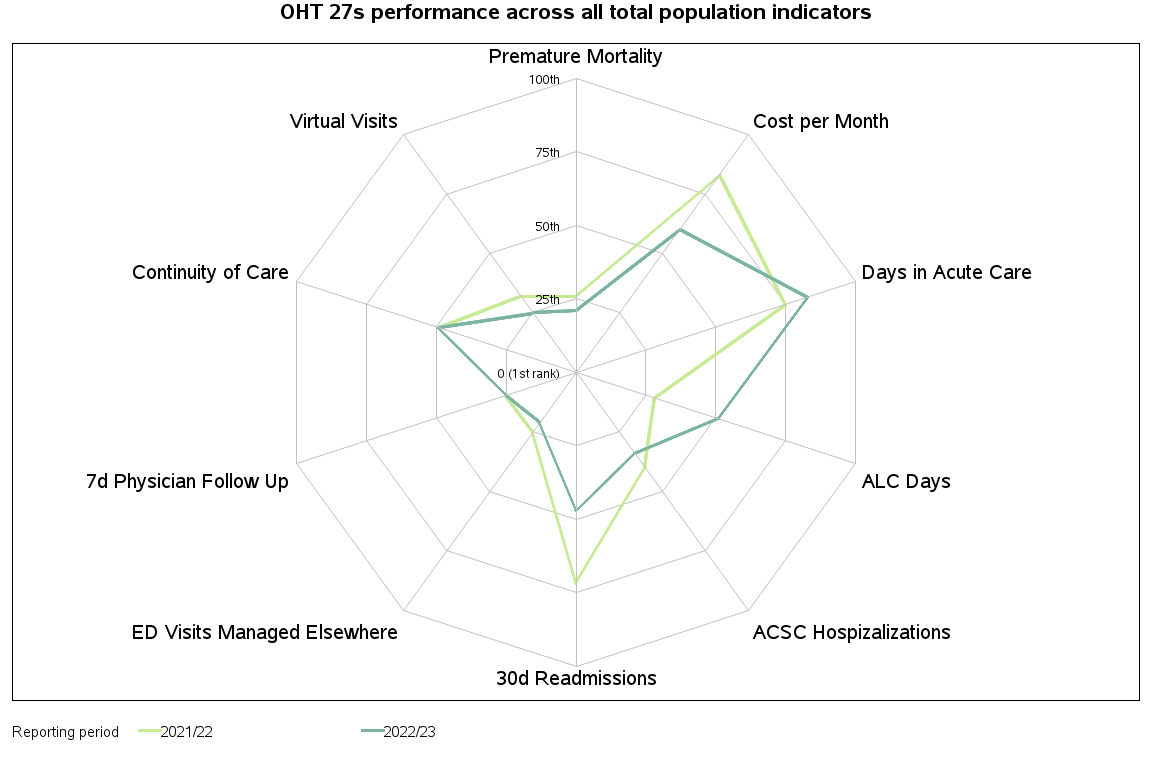 OHT 27s performance across all total population indicators
Premature Mortality
100th
Virtual Visits
Cost per Month
75th
50th
Continuity of Care
Days in Acute Care
25th
0 (1st rank)
7d Physician Follow Up
ALC Days
ED Visits Managed Elsewhere
ACSC Hospizalizations
30d Readmissions
Reporting period 2021/22 2022/23